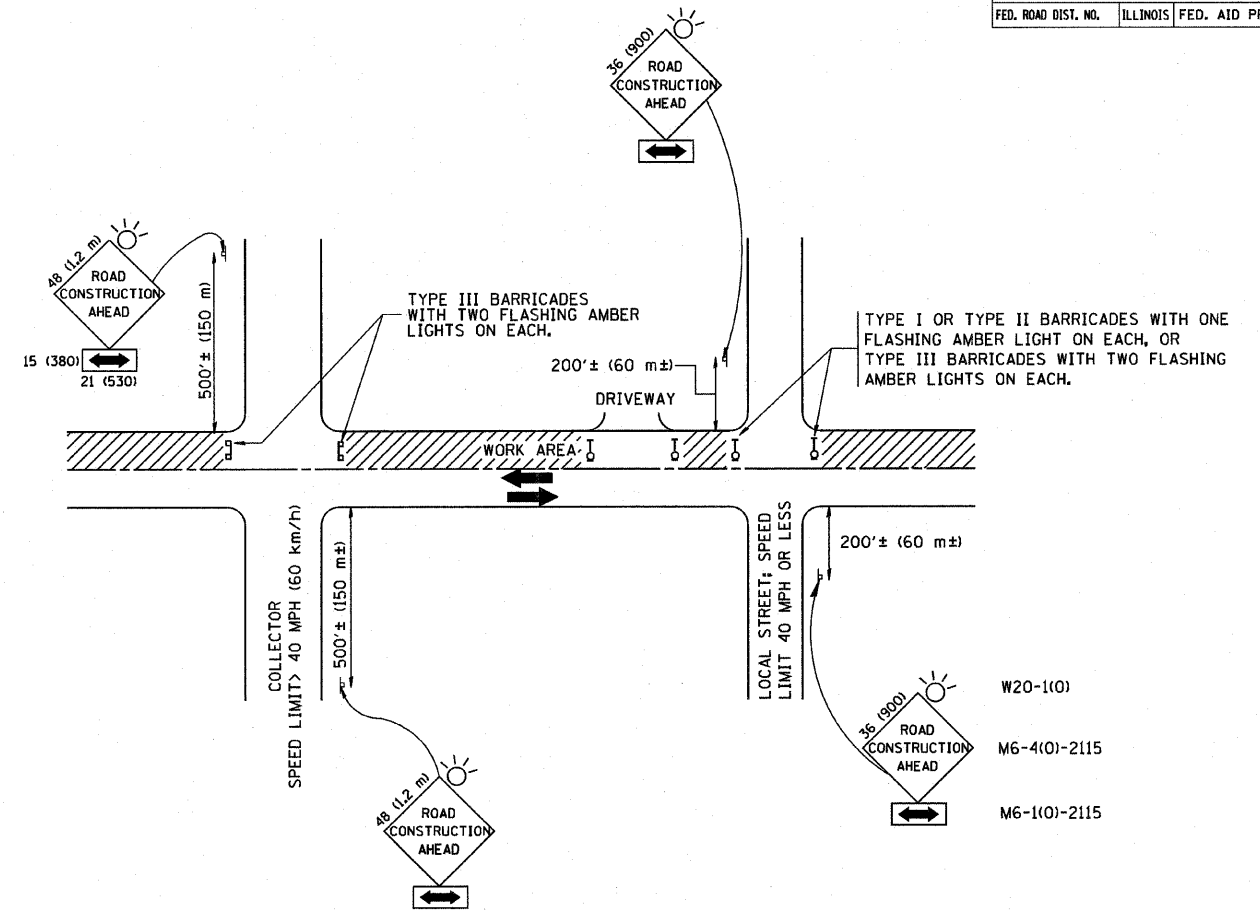 FED. ROAD DIST. NO. ILLINOIS FED. AID
36 (900)
ROAD
CONSTRUCTION
AHEAD
48 (1.2 m)
ROAD
CONSTRUCTION
AHEAD
15 (380)
21 (530)
500'± (150 m)
TYPE III BARRICADES
WITH TWO FLASHING AMBER
LIGHTS ON EACH.
200'± (60 m±)
DRIVEWAY
TYPE I OR TYPE II BARRICADES WITH ONE
FLASHING AMBER LIGHT ON EACH, OR
TYPE III BARRICADES WITH TWO FLASHING
AMBER LIGHTS ON EACH.
WORK AREA
COLLECTOR
SPEED LIMIT> 40 MPH (60 km/h)
500'± (150 m±)
LOCAL STREET; SPEED
LIMIT 40 MPH OR LESS
200'± (60 m±)
48 (1.2 m)
ROAD
CONSTRUCTION
AHEAD
36 (900)
ROAD
CONSTRUCTION
AHEAD
W20-1(O)
M6-4(O)-2115
M6-1(O)-2115